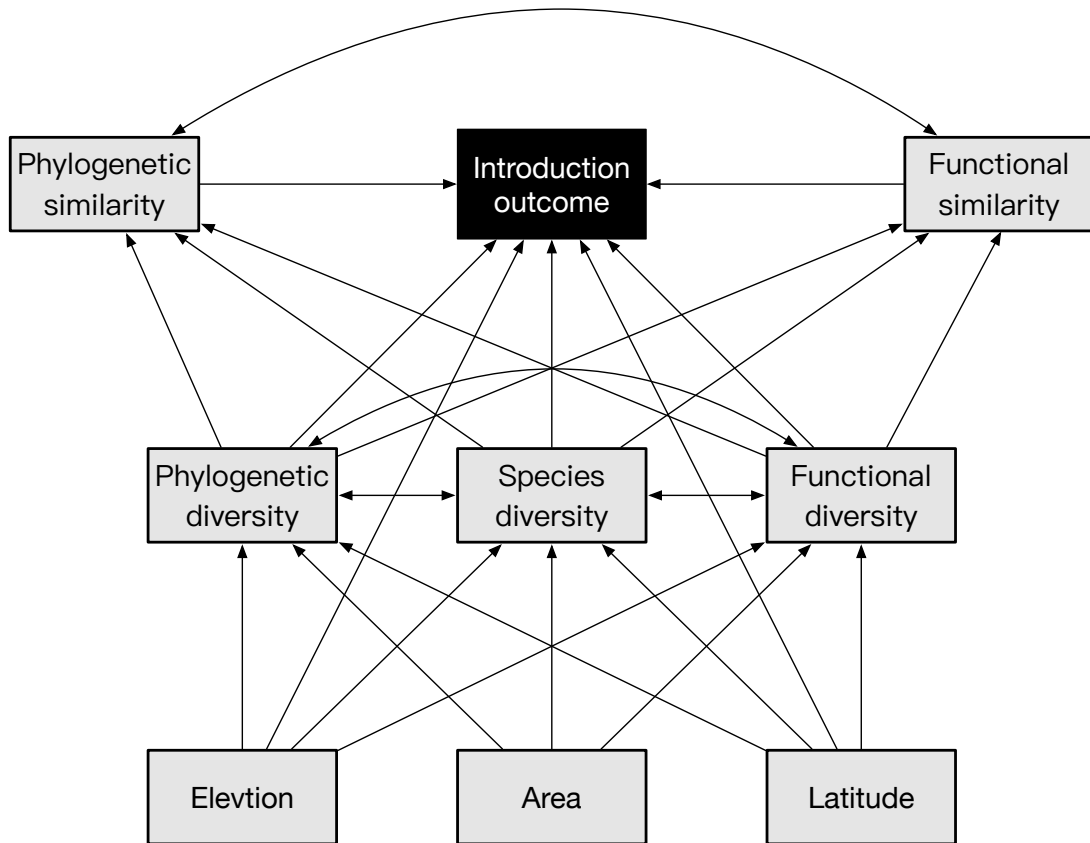 Phylogenetic
similarity
Introduction
outcome
Functional
similarity
Phylogenetic
diversity
Species
diversity
Functional
diversity
Elevtion
Area
Latitude